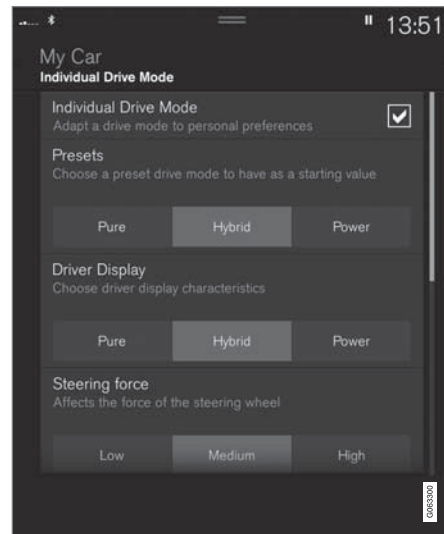 13:51
My Car
Individual Drive Mode
Individual Drive Mode
Adapt a drive mode to personal preferences
Presets
Choose a preset drive mode to have as a starting value
Pure Hybrid Power
Driver Display
Choose driver display characteristics
Pure Hybrid Power
Steering force
Affects the force of the steering wheel
Low Medium High
G063300